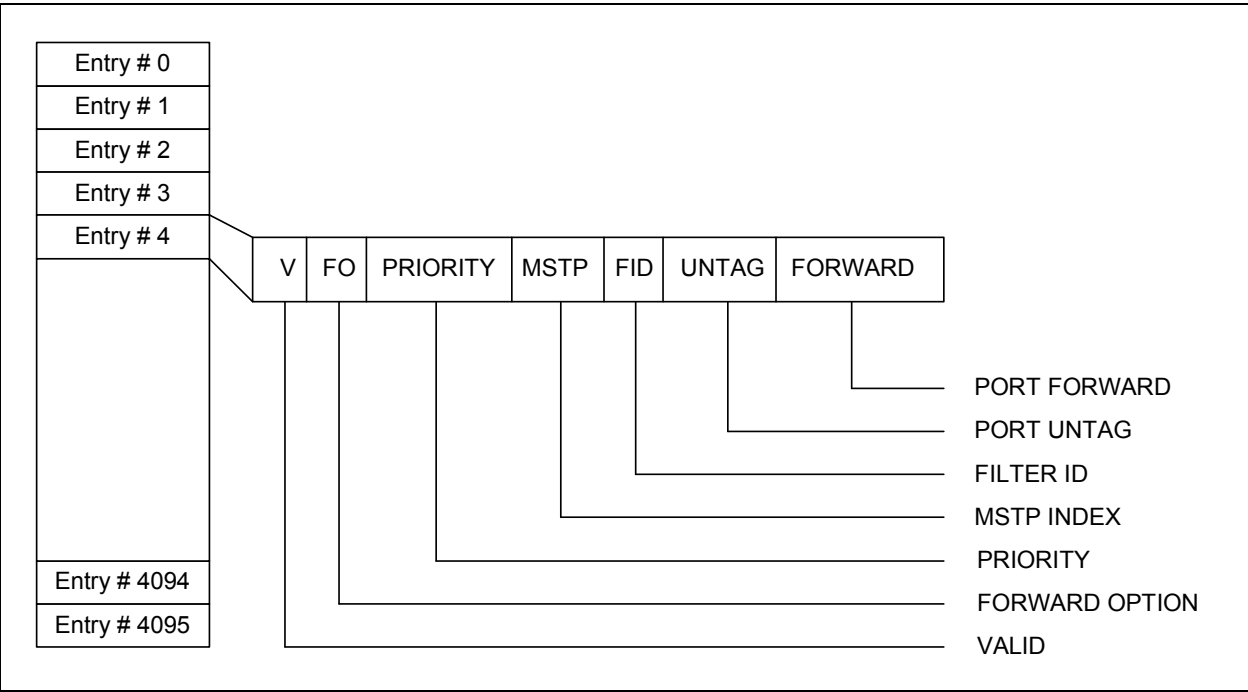 Entry # 0
Entry # 1
Entry # 2
Entry # 3
Entry # 4
V FO PRIORITY MSTP FID UNTAG FORWARD
PORT FORWARD
PORT UNTAG
FILTER ID
MSTP INDEX
PRIORITY
FORWARD OPTION
VALID
Entry # 4094
Entry # 4095